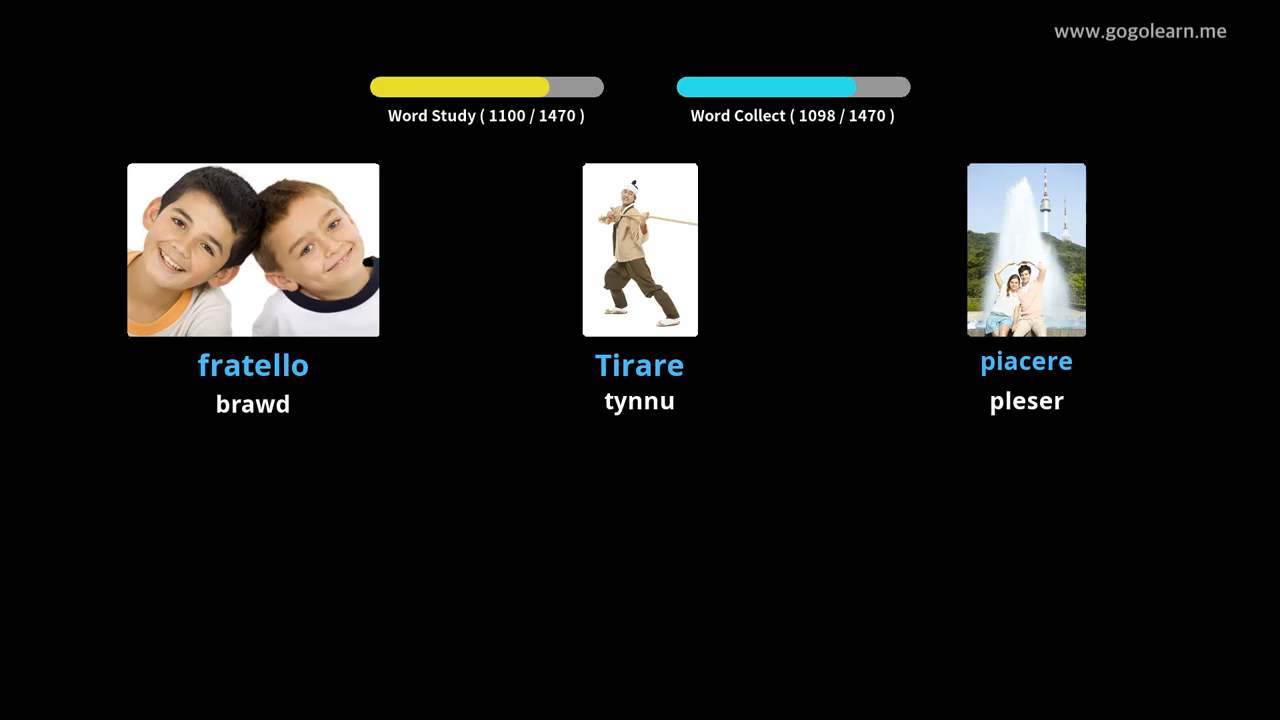 www.gogolearn.me
Word Study ( 1100 / 1470 )
Word Collect ( 1098 / 1470 )
fratello
brawd
Tirare
tynnu
piacere
pleser